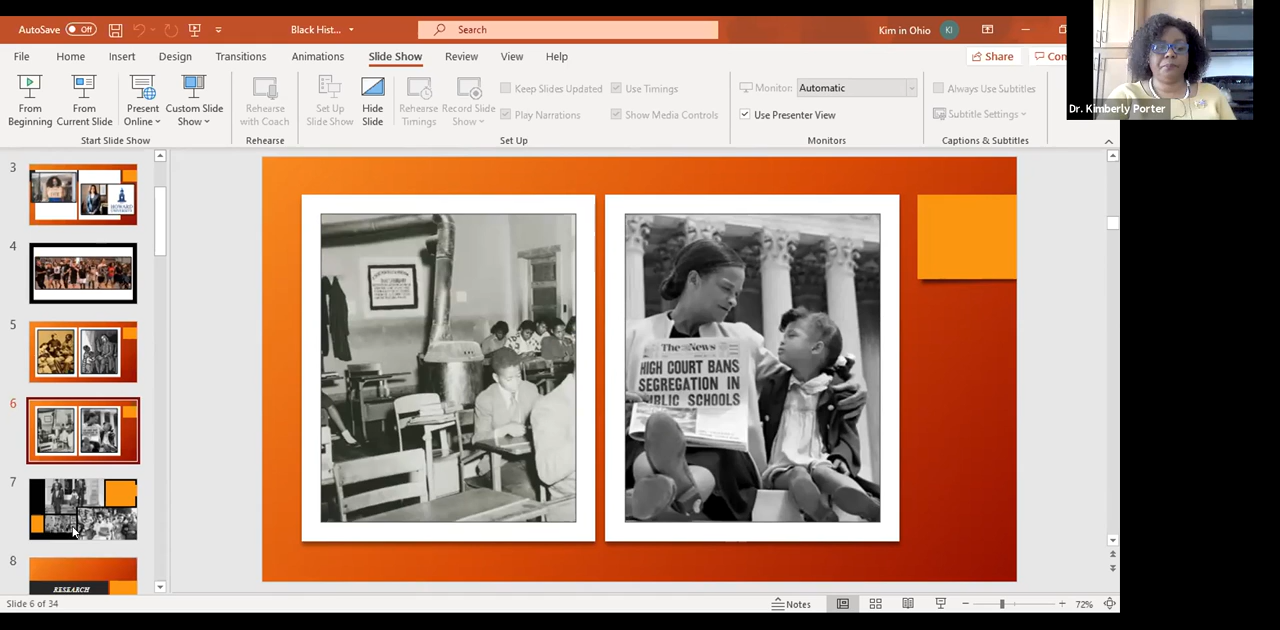 AutoSave Off
Black Hist...
Search
Kim in Ohio
KI
File Home Insert Design Transitions Animations Slide Show Review View Help
Share
Con
From Beginning
From Current Slide
Present Online
Custom Slide Show
Start Slide Show
Rehearse with Coach
Rehearse
Set Up Slide Show
Hide Slide
Rehearse Timings
Record Slide Show
Keep Slides Updated
Play Narrations
Use Timings
Show Media Controls
Set Up
Monitor: Automatic
Use Presenter View
Monitors
Always Use Subtitles
Subtitle Settings
Captions & Subtitles
Dr. Kimberly Porter
3
HOWARD
4
5
6
7
8
RESEARCH
The News
HIGH COURT BANS
SEGREGATION IN
PUBLIC SCHOOLS
Slide 6 of 34
Notes
72%